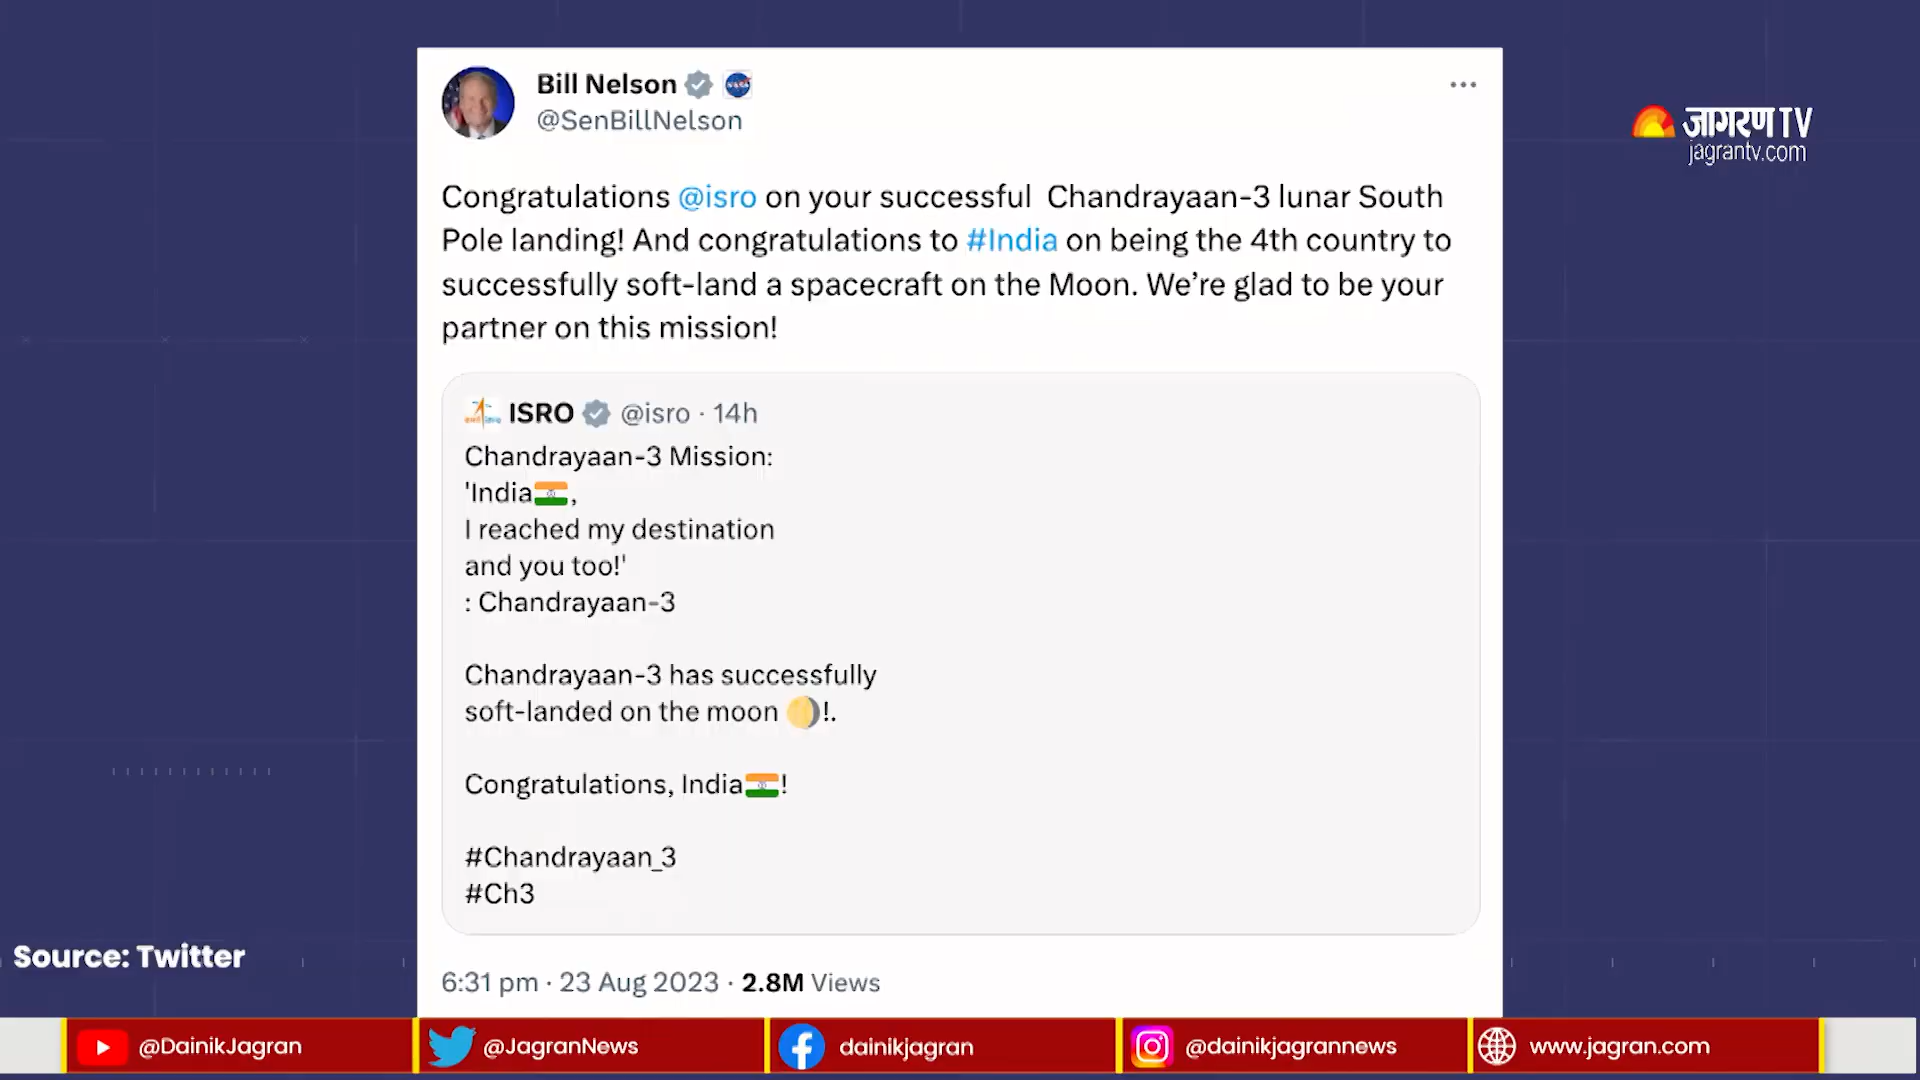 Bill Nelson
@SenBillNelson
जागरण TV
jagrantv.com
Congratulations @isro on your successful Chandrayaan-3 lunar South
Pole landing! And congratulations to #India on being the 4th country to
successfully soft-land a spacecraft on the Moon. We’re glad to be your
partner on this mission!
ISRO @isro · 14h
Chandrayaan-3 Mission:
'India🇮🇳,
I reached my destination
and you too!'
: Chandrayaan-3
Chandrayaan-3 has successfully
soft-landed on the moon 🌖!.
Congratulations, India🇮🇳!
#Chandrayaan_3
#Ch3
Source: Twitter
6:31 pm · 23 Aug 2023 · 2.8M Views
@DainikJagran
@JagranNews
dainikjagran
@dainikjagrannews
www.jagran.com